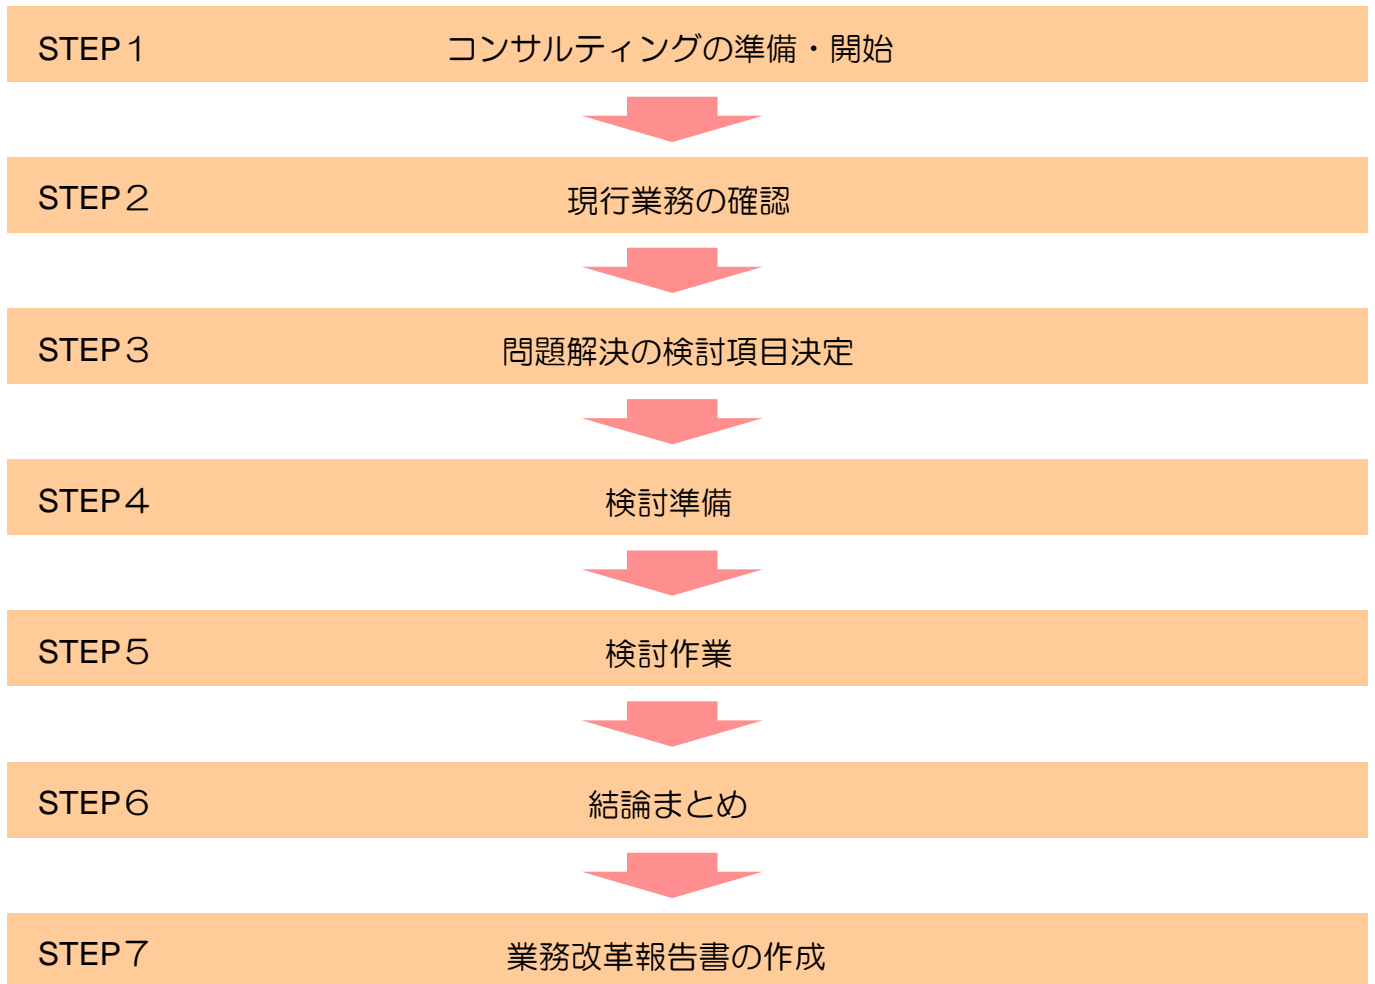 STEP１ コンサルティングの準備・開始
STEP２ 現行業務の確認
STEP３ 問題解決の検討項目決定
STEP４ 検討準備
STEP５ 検討作業
STEP６ 結論まとめ
STEP７ 業務改革報告書の作成